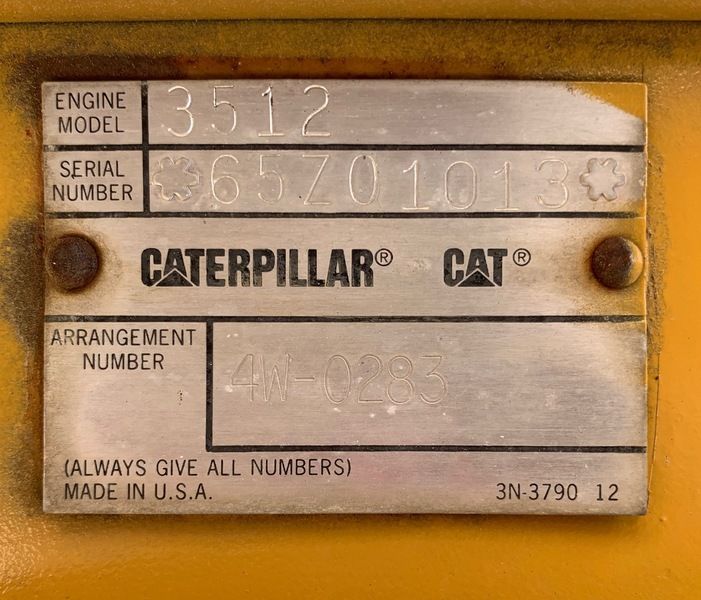 ENGINE MODEL 3512
SERIAL NUMBER *65Z01013*
CATERPILLAR® CAT®
ARRANGEMENT NUMBER 4W-0283
(ALWAYS GIVE ALL NUMBERS)
MADE IN U.S.A. 3N-3790 12